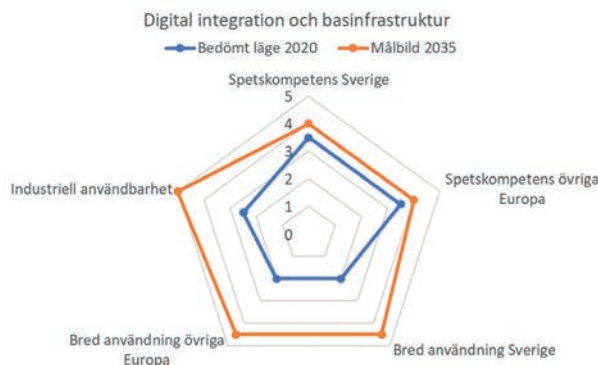 Digital integration och basinfrastruktur
Bedömt läge 2020 Målbild 2035
Spetskompetens Sverige
5
4
3
2
1
0
Spetskompetens övriga
Europa
Industriell användbarhet
Bred användning övriga
Europa
Bred användning Sverige